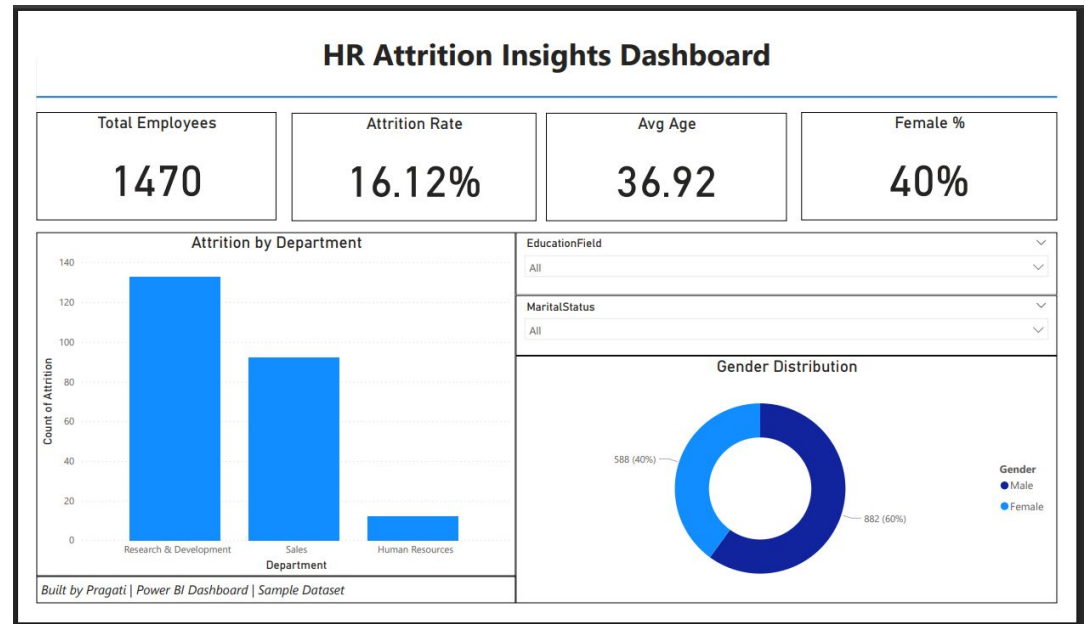 HR Attrition Insights Dashboard
Total Employees
1470
Attrition Rate
16.12%
Avg Age
36.92
Female %
40%
Attrition by Department
Count of Attrition
140
120
100
80
60
40
20
0
Research & Development
Sales
Human Resources
Department
Built by Pragati | Power BI Dashboard | Sample Dataset
EducationField
All
MaritalStatus
All
Gender Distribution
588 (40%)
882 (60%)
Gender
Male
Female